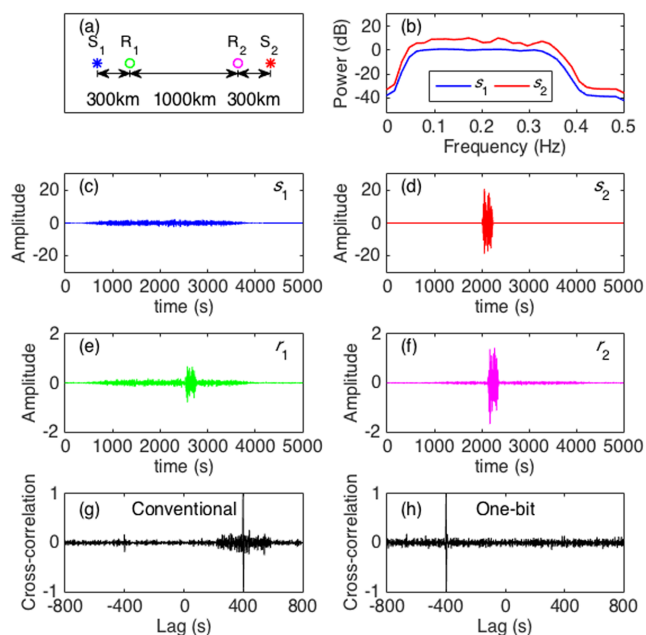 (a)
S1 R1 R2 S2
300km 1000km 300km
(b)
Power (dB)
40
0
-40
s1 s2
0 0.1 0.2 0.3 0.4 0.5
Frequency (Hz)
(c) s1
Amplitude
20
0
-20
0 1000 2000 3000 4000 5000
time (s)
(d) s2
Amplitude
20
0
-20
0 1000 2000 3000 4000 5000
time (s)
(e) r1
Amplitude
2
0
-2
0 1000 2000 3000 4000 5000
time (s)
(f) r2
Amplitude
2
0
-2
0 1000 2000 3000 4000 5000
time (s)
(g) Conventional
Cross-correlation
1
0
-1
-800 -400 0 400 800
Lag (s)
(h) One-bit
Cross-correlation
1
0
-1
-800 -400 0 400 800
Lag (s)